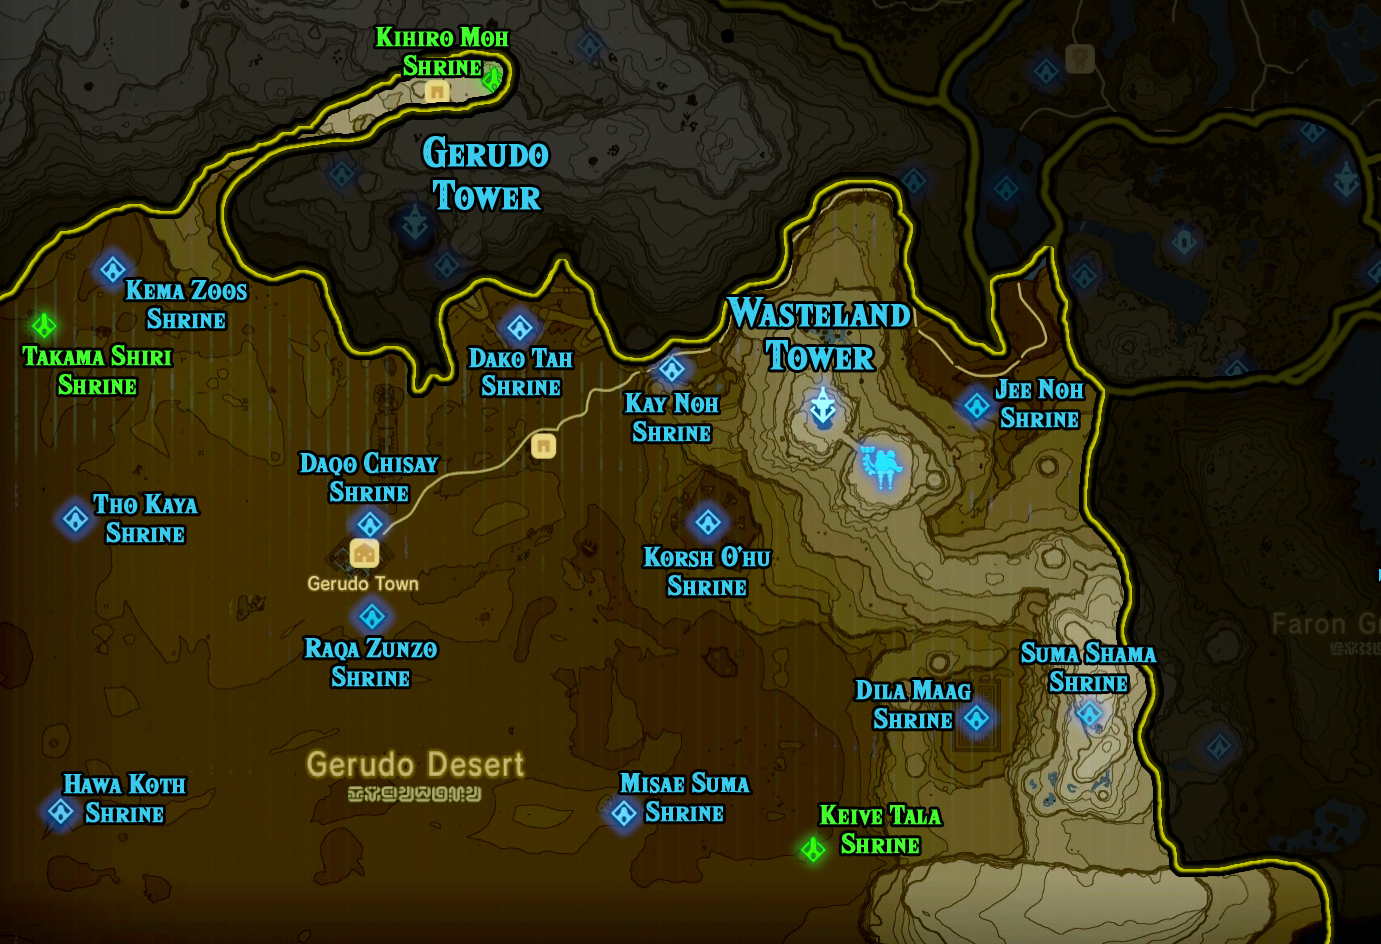 Kihiro Moh
Shrine
Gerudo
Tower
Kema Zoos
Shrine
Takama Shiri
Shrine
Dako Tah
Shrine
Wasteland
Tower
Kay Noh
Shrine
Jee Noh
Shrine
Daqo Chisay
Shrine
Tho Kaya
Shrine
Gerudo Town
Korsh O'hu
Shrine
Raqa Zunzo
Shrine
Suma Shama
Shrine
Dila Maag
Shrine
Gerudo Desert
Hawa Koth
Shrine
Misae Suma
Shrine
Keive Tala
Shrine
Faron